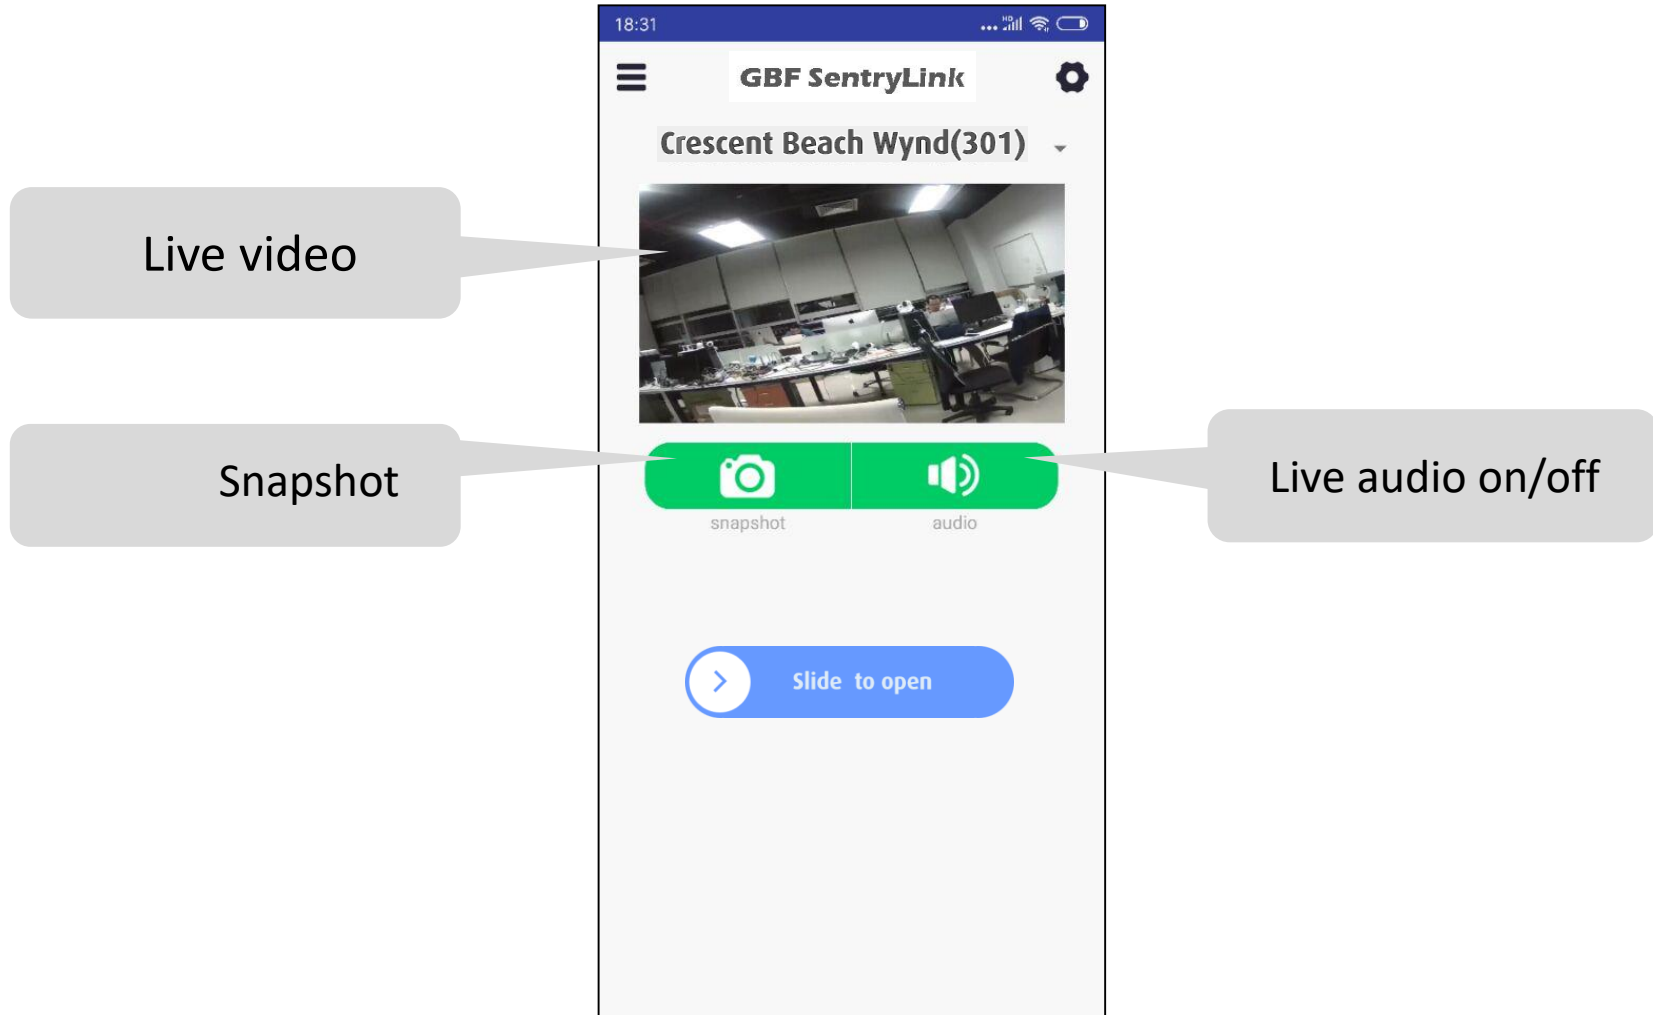 18:31
GBF SentryLink
Crescent Beach Wynd(301)
Live video
Snapshot
Live audio on/off
snapshot
audio
Slide to open